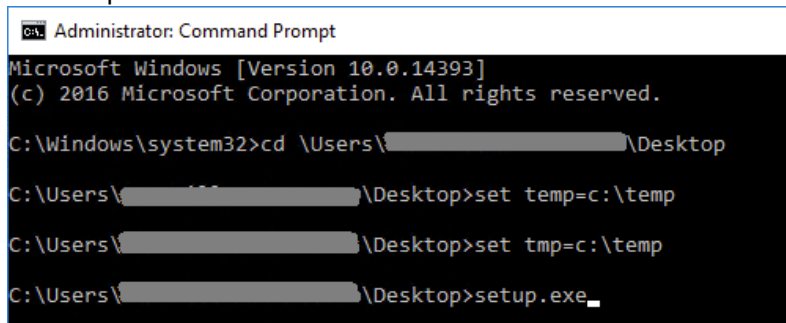 Administrator: Command Prompt
Microsoft Windows [Version 10.0.14393]
(c) 2016 Microsoft Corporation. All rights reserved.
C:\Windows\system32>cd \Users\ \Desktop
C:\Users\ \Desktop>set temp=c:\temp
C:\Users\ \Desktop>set tmp=c:\temp
C:\Users\ \Desktop>setup.exe